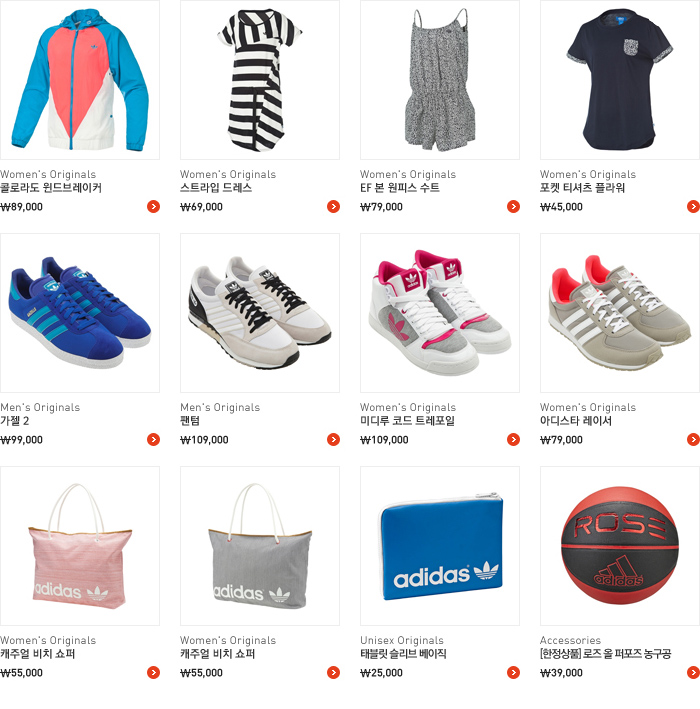 Women's Originals
콜로라도 윈드브레이커
₩89,000
Women's Originals
스트라입 드레스
₩69,000
Women's Originals
EF 본 원피스 수트
₩79,000
Women's Originals
포켓 티셔츠 플라워
₩45,000
Men's Originals
가젤 2
₩99,000
Men's Originals
팬텀
₩109,000
adidas
Women's Originals
미디루 코드 트레포일
₩109,000
Women's Originals
아디스타 레이서
₩79,000
adidas
Women's Originals
캐주얼 비치 쇼퍼
₩55,000
adidas
Women's Originals
캐주얼 비치 쇼퍼
₩55,000
adidas
Unisex Originals
태블릿 슬리브 베이직
₩25,000
ROSE
adidas
Accessories
[한정상품] 로즈 올 퍼포즈 농구공
₩39,000